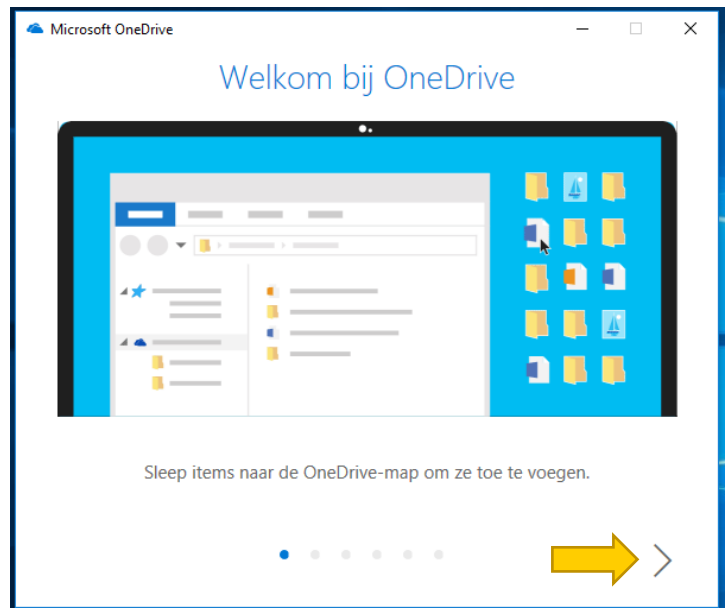 Microsoft OneDrive
Welkom bij OneDrive
Sleep items naar de OneDrive-map om ze toe te voegen.